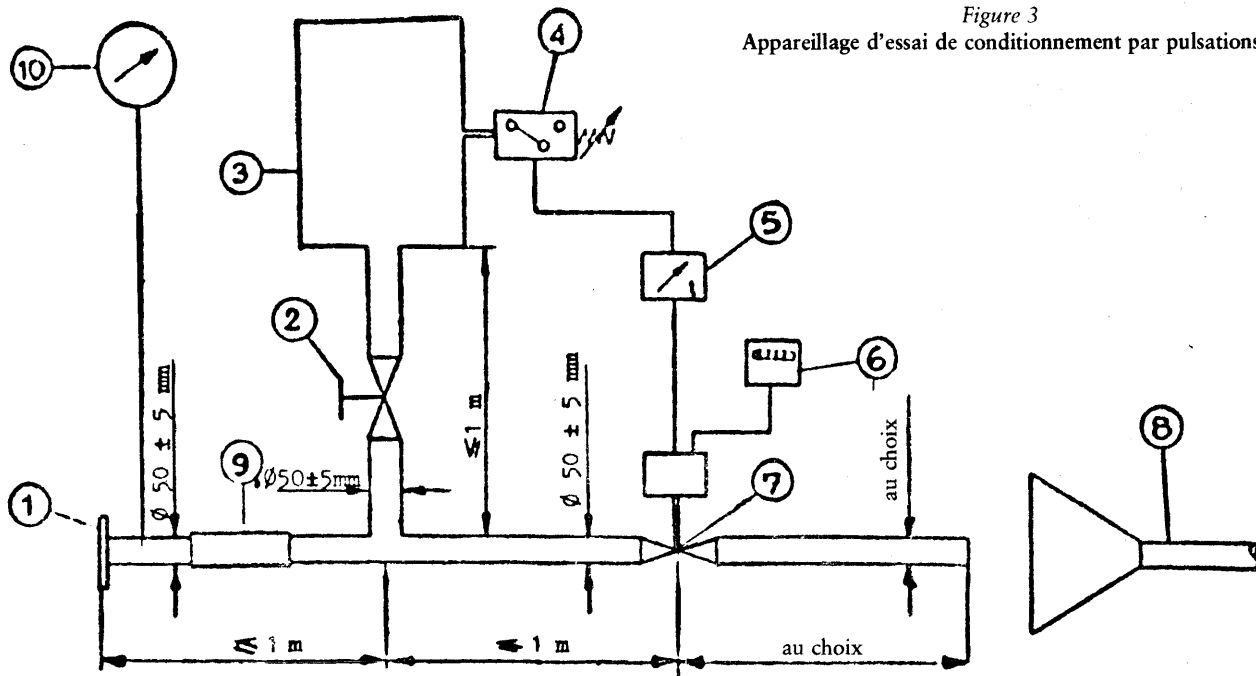 Figure 3
Appareillage d'essai de conditionnement par pulsations
10
4
3
5
2
6
≤ 1 m
Ø 50 ± 5 mm
Ø 50 ± 5 mm
au choix
8
9
Ø50±5mm
7
1
≤ 1 m
≤ 1 m
au choix